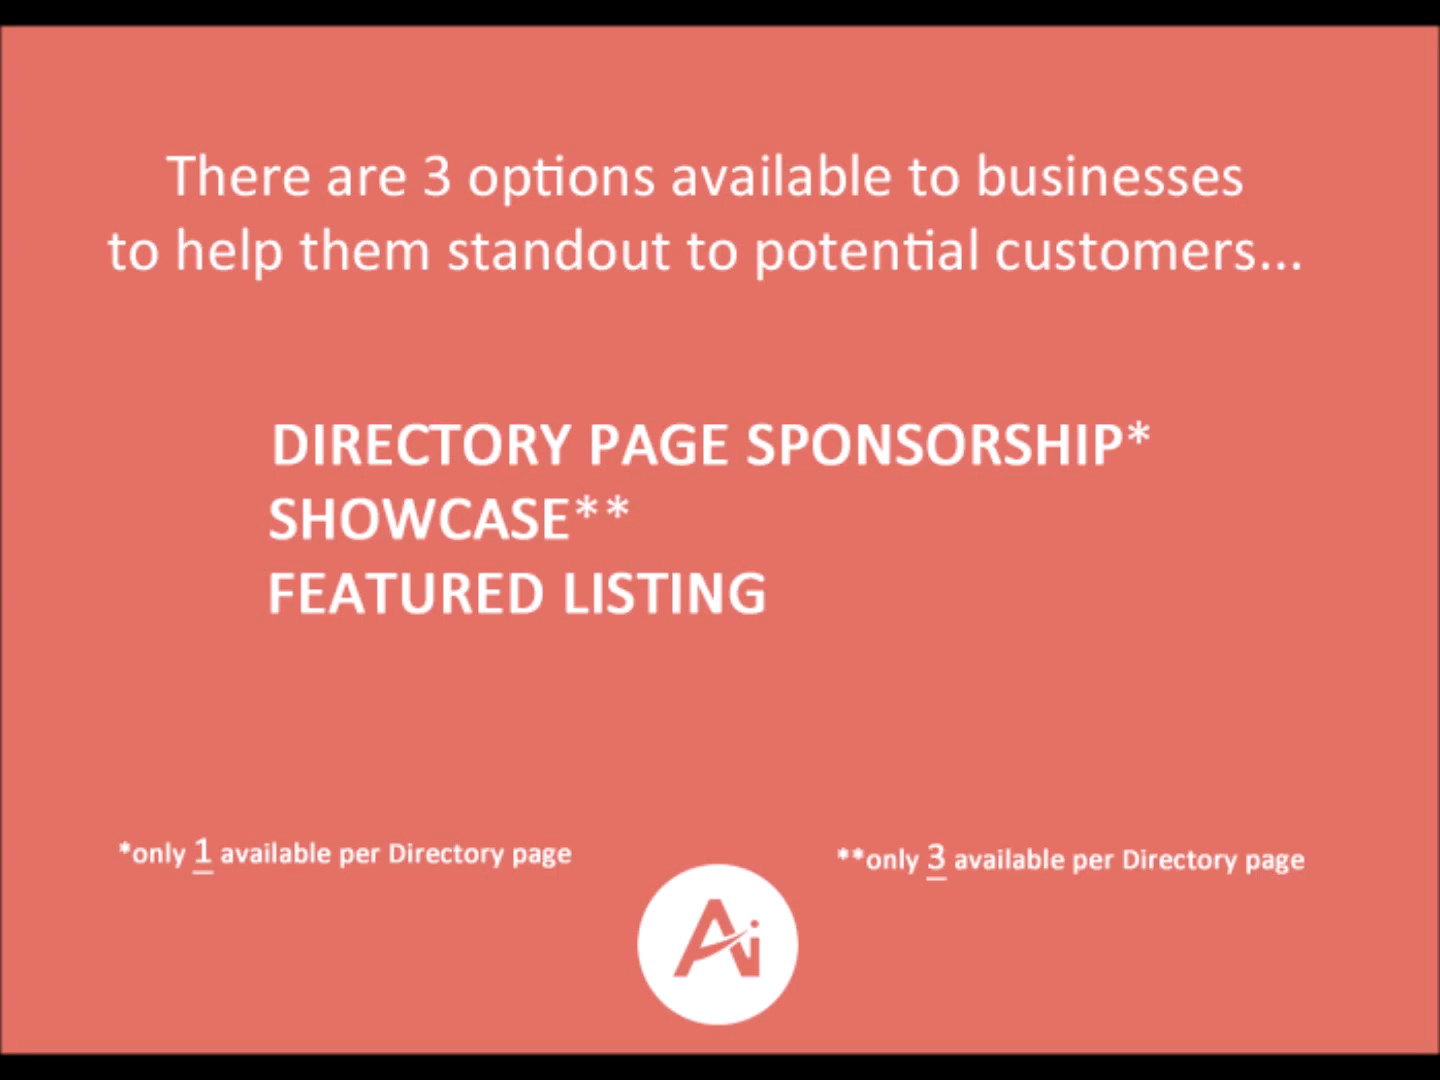 There are 3 options available to businesses
to help them standout to potential customers...
DIRECTORY PAGE SPONSORSHIP*
SHOWCASE**
FEATURED LISTING
*only 1 available per Directory page
**only 3 available per Directory page
Ai